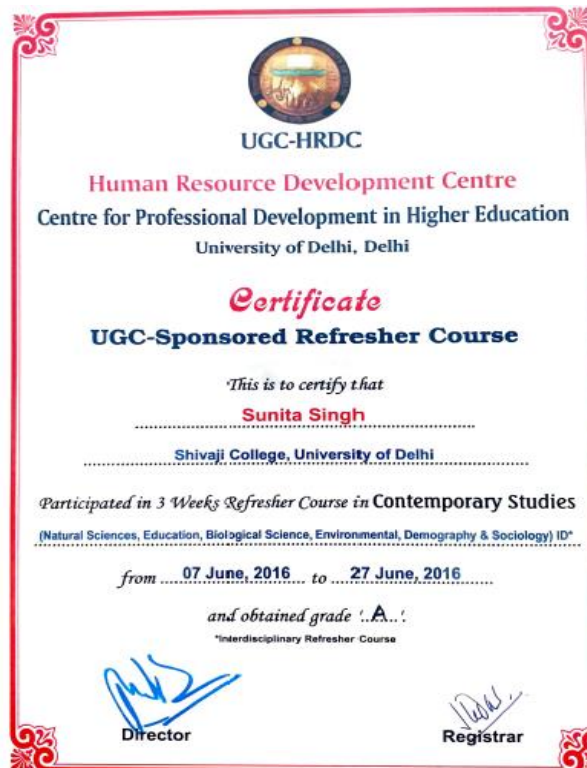 UGC-HRDC
Human Resource Development Centre
Centre for Professional Development in Higher Education
University of Delhi, Delhi
Certificate
UGC-Sponsored Refresher Course
This is to certify that
Sunita Singh
Shivaji College, University of Delhi
Participated in 3 Weeks Refresher Course in Contemporary Studies
(Natural Sciences, Education, Biological Science, Environmental, Demography & Sociology) ID*
from 07 June, 2016 to 27 June, 2016
and obtained grade '..A..'.
*Interdisciplinary Refresher Course
Director
Registrar